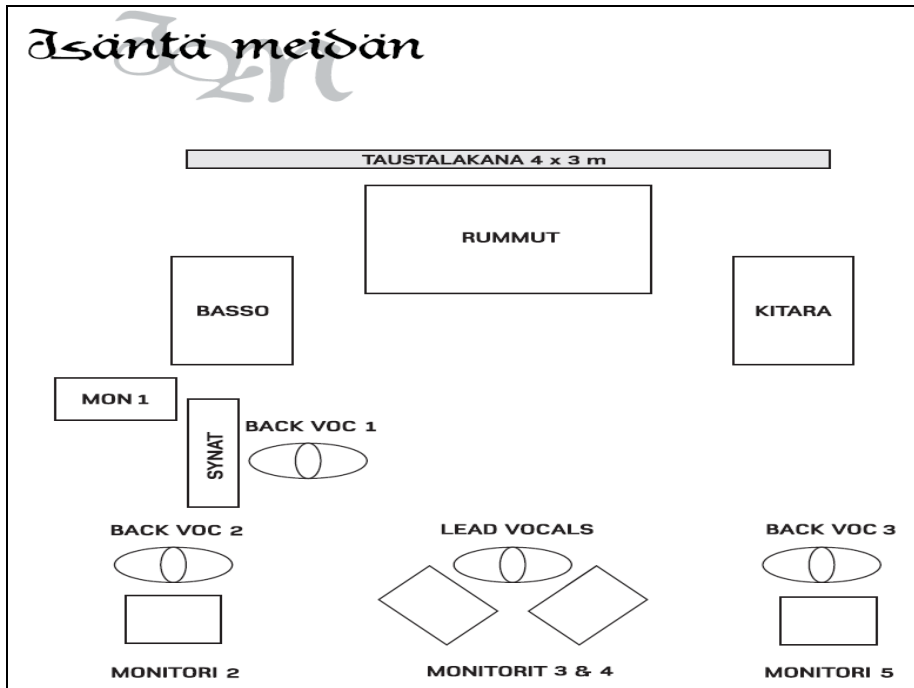 Isäntä meidän
TAUSTALAKANA 4 x 3 m
RUMMUT
BASSO
KITARA
MON 1
SYNAT
BACK VOC 1
BACK VOC 2
LEAD VOCALS
BACK VOC 3
MONITORI 2
MONITORIT 3 & 4
MONITORI 5